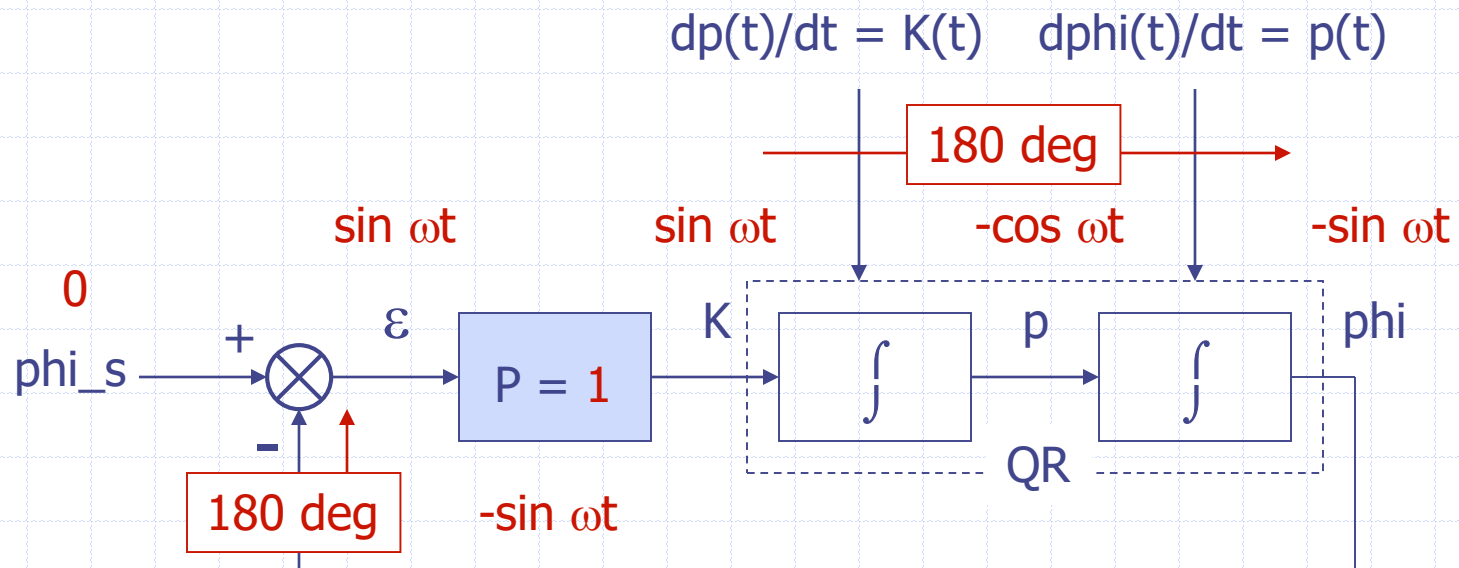 dp(t)/dt = K(t) dphi(t)/dt = p(t)
180 deg
sin ωt sin ωt -cos ωt -sin ωt
0
+ ε K p phi
phi_s P = 1 ∫ ∫
-
QR
180 deg -sin ωt